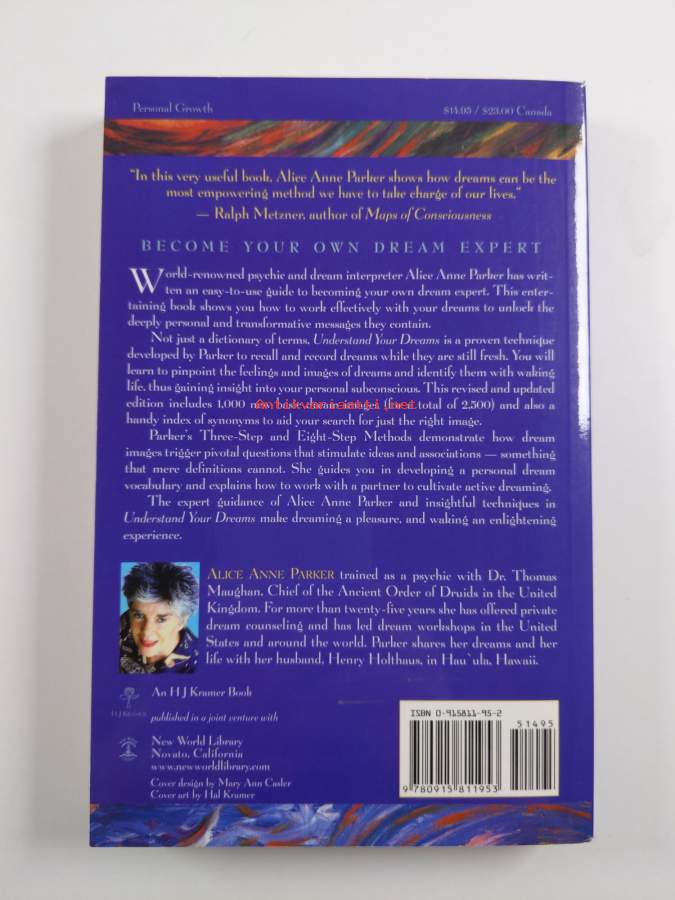 Personal Growth $14.95 / $23.00 Canada
"In this very useful book, Alice Anne Parker shows how dreams can be the
most empowering method we have to take charge of our lives."
— Ralph Metzner, author of Maps of Consciousness
BECOME YOUR OWN DREAM EXPERT
World-renowned psychic and dream interpreter Alice Anne Parker has writ-
ten an easy-to-use guide to becoming your own dream expert. This enter-
taining book shows you how to work effectively with your dreams to unlock the
deeply personal and transformative messages they contain.
Not just a dictionary of terms, Understand Your Dreams is a proven technique
developed by Parker to recall and record dreams while they are still fresh. You will
learn to pinpoint the feelings and images of dreams and identify them with waking
life, thus gaining insight into your personal subconscious. This revised and updated
edition includes 1,000 basic dream images (for a total of 2,500) and also a
Antikvariaatti.net
handy index of synonyms to aid your search for just the right image.
Parker's Three-Step and Eight-Step Methods demonstrate how dream
images trigger pivotal questions that stimulate ideas and associations — something
that mere definitions cannot. She guides you in developing a personal dream
vocabulary and explains how to work with a partner to cultivate active dreaming.
The expert guidance of Alice Anne Parker and insightful techniques in
Understand Your Dreams make dreaming a pleasure, and waking an enlightening
experience.
ALICE ANNE PARKER trained as a psychic with Dr. Thomas
Maughan, Chief of the Ancient Order of Druids in the United
Kingdom. For more than twenty-five years she has offered private
dream counseling and has led dream workshops in the United
States and around the world. Parker shares her dreams and her
life with her husband, Henry Holthaus, in Hau`ula, Hawaii.
An H J Kramer Book
H J KRAMER
published in a joint venture with
New World Library
Novato, California
www.newworldlibrary.com
Cover design by Mary Ann Casler
Cover art by Hal Kramer
ISBN 0-915811-95-2
51495
9 780915 811953